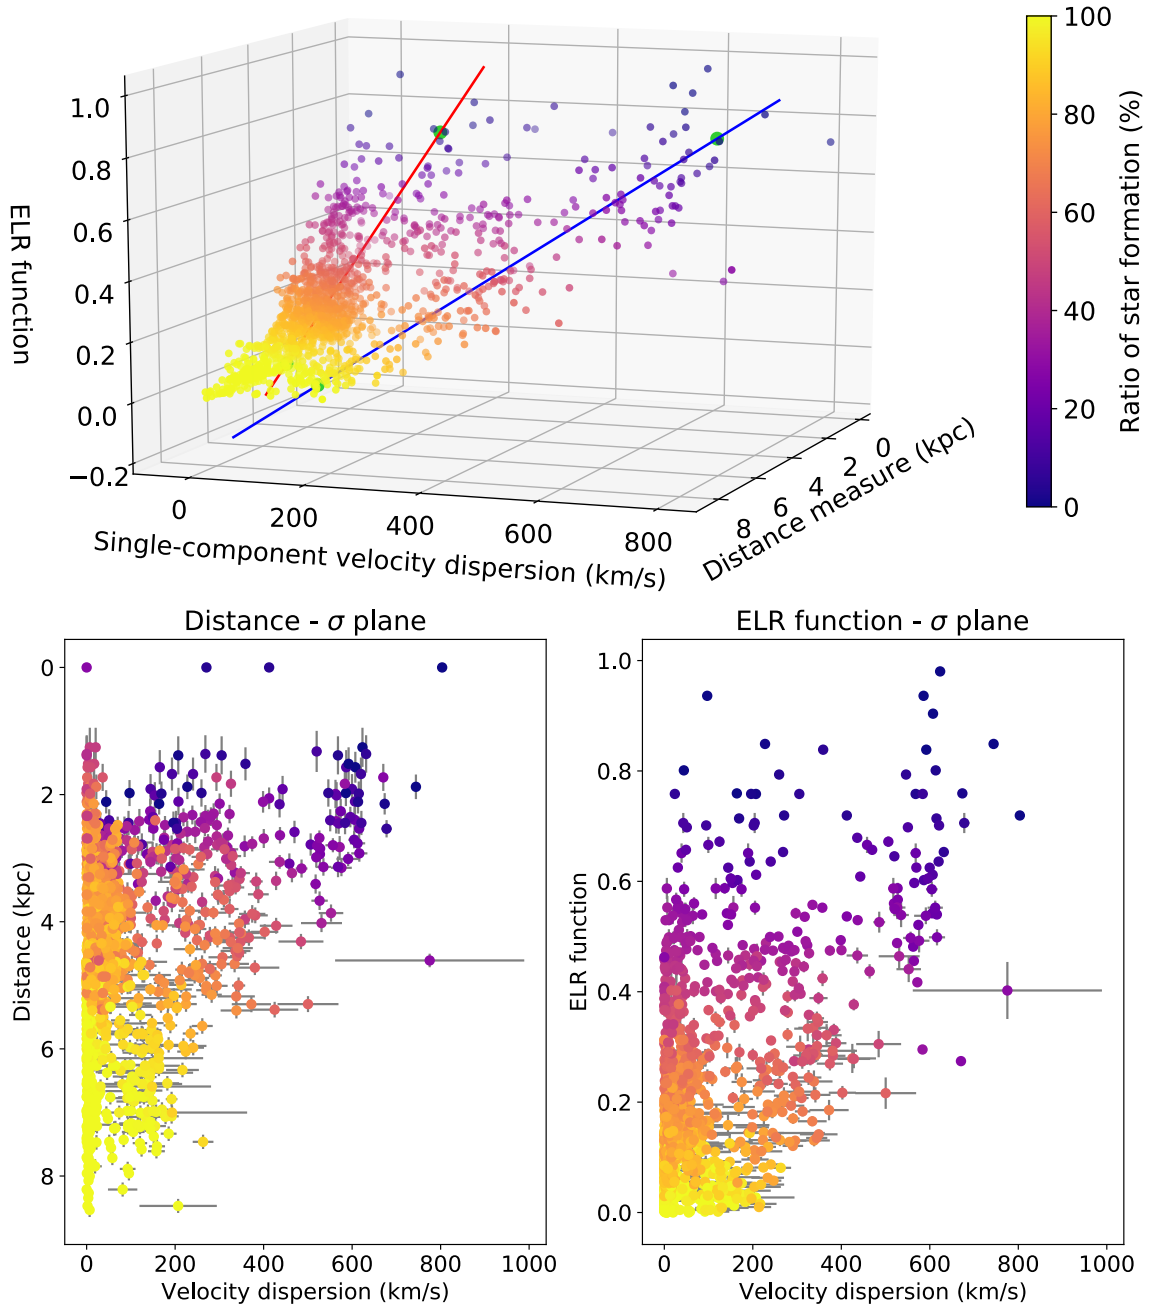 1.0
0.8
0.6
0.4
0.2
0.0
−0.2
ELR function
0
200
400
600
800
Single-component velocity dispersion (km/s)
8
6
4
2
0
Distance measure (kpc)
100
80
60
40
20
0
Ratio of star formation (%)
Distance - σ plane
0
2
4
6
8
Distance (kpc)
0 200 400 600 800 1000
Velocity dispersion (km/s)
ELR function - σ plane
1.0
0.8
0.6
0.4
0.2
0.0
ELR function
0 200 400 600 800 1000
Velocity dispersion (km/s)